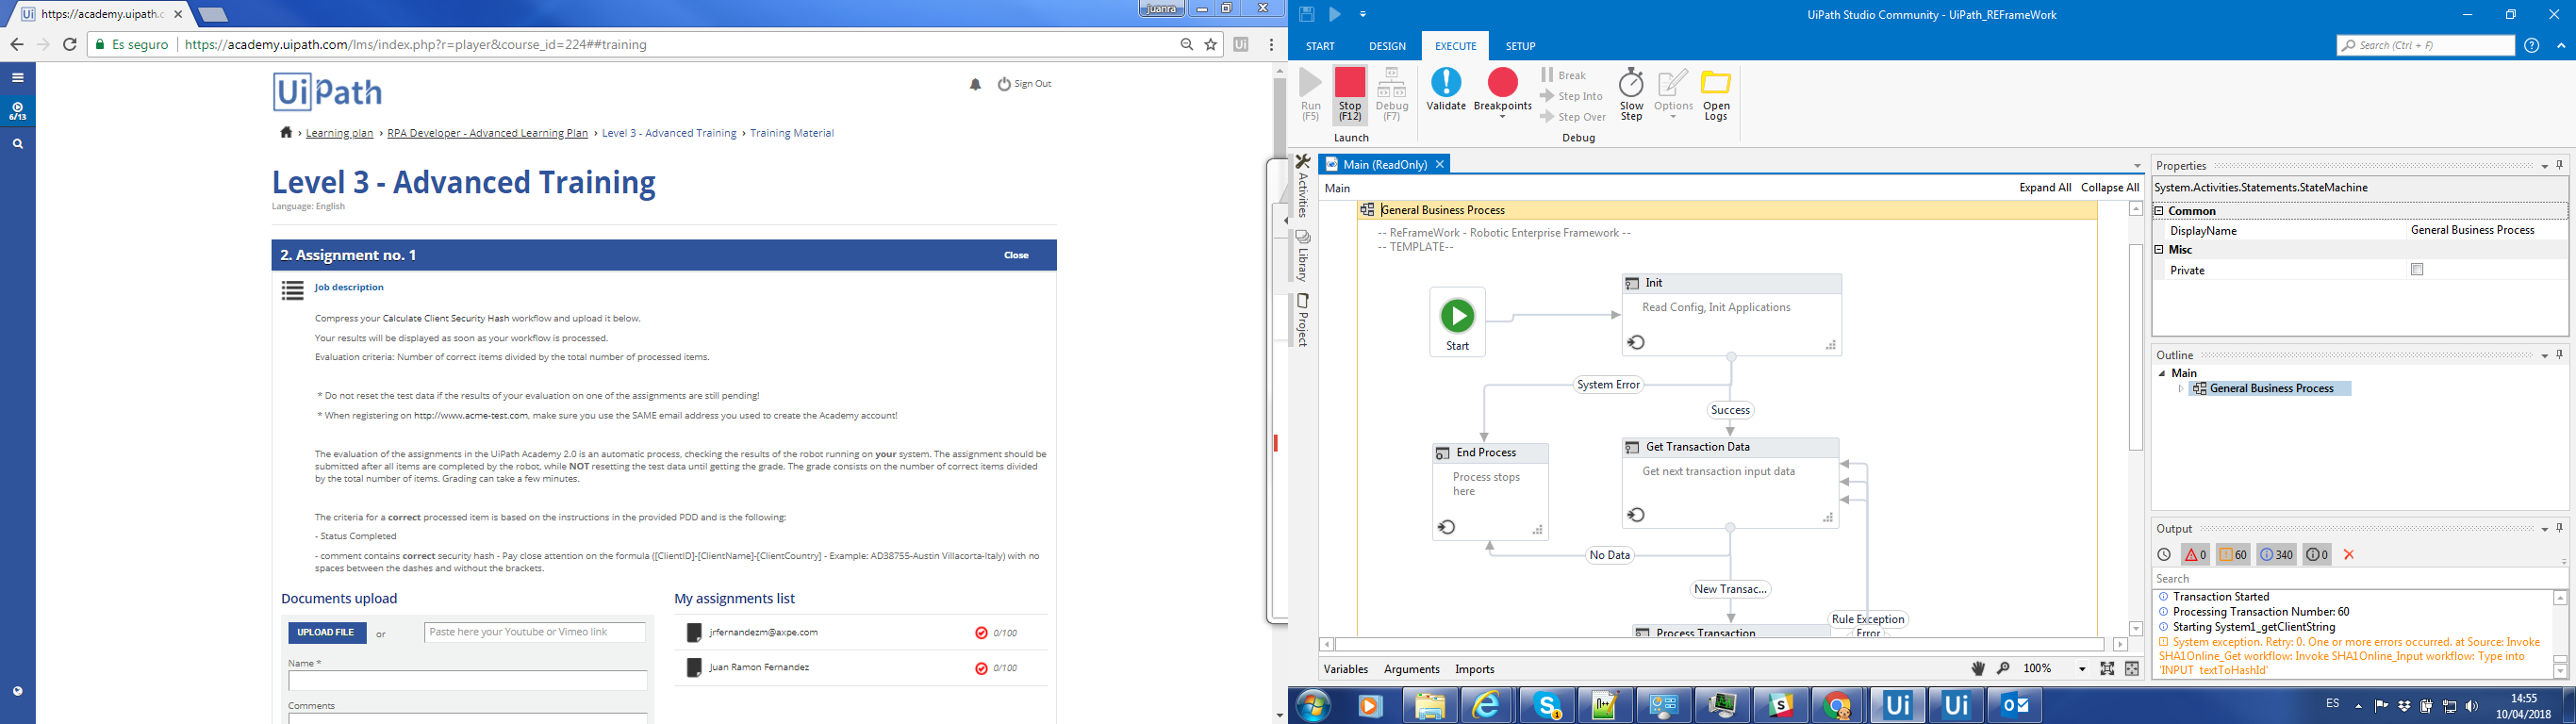 https://academy.uipath.c
juanra
Es seguro
https://academy.uipath.com/lms/index.php?r=player&course_id=224##training
6/13
UiPath
Sign Out
Learning plan › RPA Developer - Advanced Learning Plan › Level 3 - Advanced Training › Training Material
Level 3 - Advanced Training
Language: English
2. Assignment no. 1
Close
Job description
Compress your Calculate Client Security Hash workflow and upload it below.
Your results will be displayed as soon as your workflow is processed.
Evaluation criteria: Number of correct items divided by the total number of processed items.
* Do not reset the test data if the results of your evaluation on one of the assignments are still pending!
* When registering on http://www.acme-test.com, make sure you use the SAME email address you used to create the Academy account!
The evaluation of the assignments in the UiPath Academy 2.0 is an automatic process, checking the results of the robot running on your system. The assignment should be
submitted after all items are completed by the robot, while NOT resetting the test data until getting the grade. The grade consists on the number of correct items divided
by the total number of items. Grading can take a few minutes.
The criteria for a correct processed item is based on the instructions in the provided PDD and is the following:
- Status Completed
- comment contains correct security hash - Pay close attention on the formula ([ClientID]-[ClientName]-[ClientCountry] - Example: AD38755-Austin Villacorta-Italy) with no
spaces between the dashes and without the brackets.
Documents upload
UPLOAD FILE
or
Paste here your Youtube or Vimeo link
Name *
Comments
My assignments list
jrfernandezm@axpe.com
0/100
Juan Ramon Fernandez
0/100
UiPath Studio Community - UiPath_REFrameWork
START
DESIGN
EXECUTE
SETUP
Search (Ctrl + F)
Run
(F5)
Stop
(F12)
Debug
(F7)
Launch
Validate
Breakpoints
Break
Step Into
Step Over
Slow
Step
Options
Open
Logs
Debug
Activities
Library
Project
Main (ReadOnly)
Main
Expand All
Collapse All
General Business Process
-- ReFrameWork - Robotic Enterprise Framework --
-- TEMPLATE--
Start
Init
Read Config, Init Applications
System Error
Success
End Process
Process stops
here
Get Transaction Data
Get next transaction input data
No Data
New Transac...
Rule Exception
Error
Process Transaction
Variables
Arguments
Imports
100%
Properties
System.Activities.Statements.StateMachine
Common
DisplayName
General Business Process
Misc
Private
Outline
Main
General Business Process
Output
0
60
340
0
Search
Transaction Started
Processing Transaction Number: 60
Starting System1_getClientString
System exception. Retry: 0. One or more errors occurred. at Source: Invoke
SHA1Online_Get workflow: Invoke SHA1Online_Input workflow: Type into
'INPUT textToHashId'
ES
14:55
10/04/2018